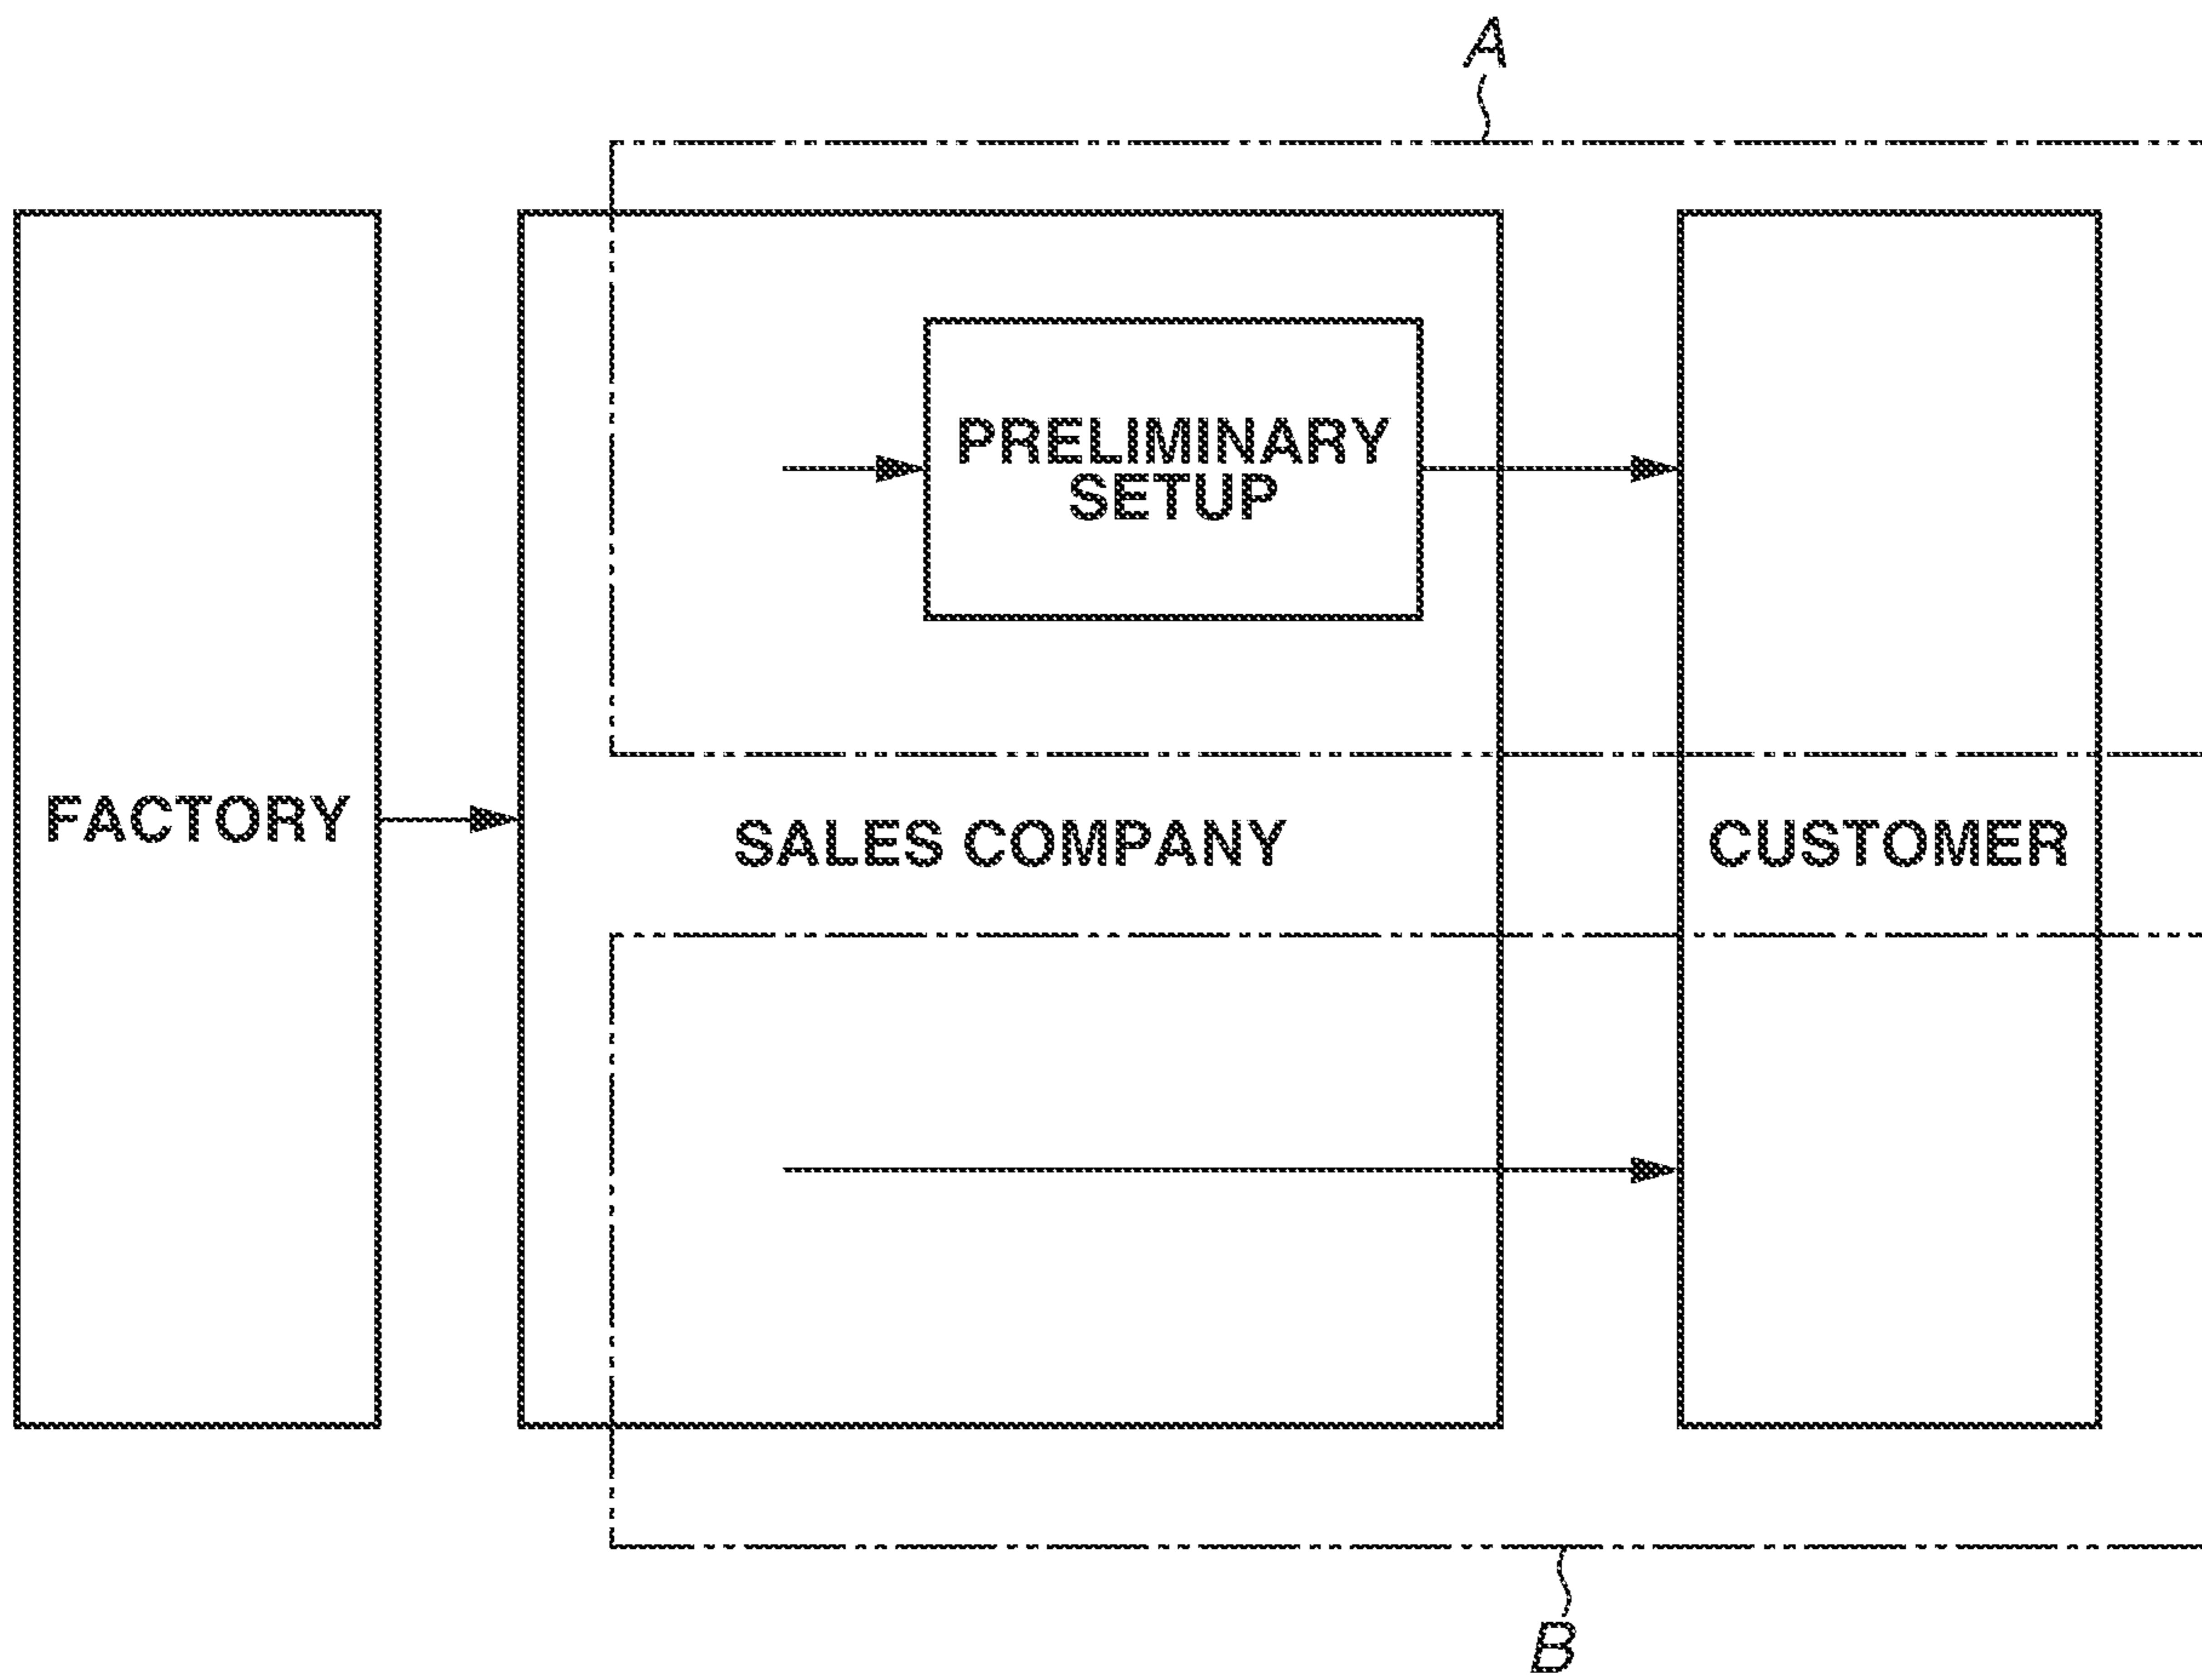 A
PRELIMINARY
SETUP
FACTORY
SALES COMPANY
CUSTOMER
B